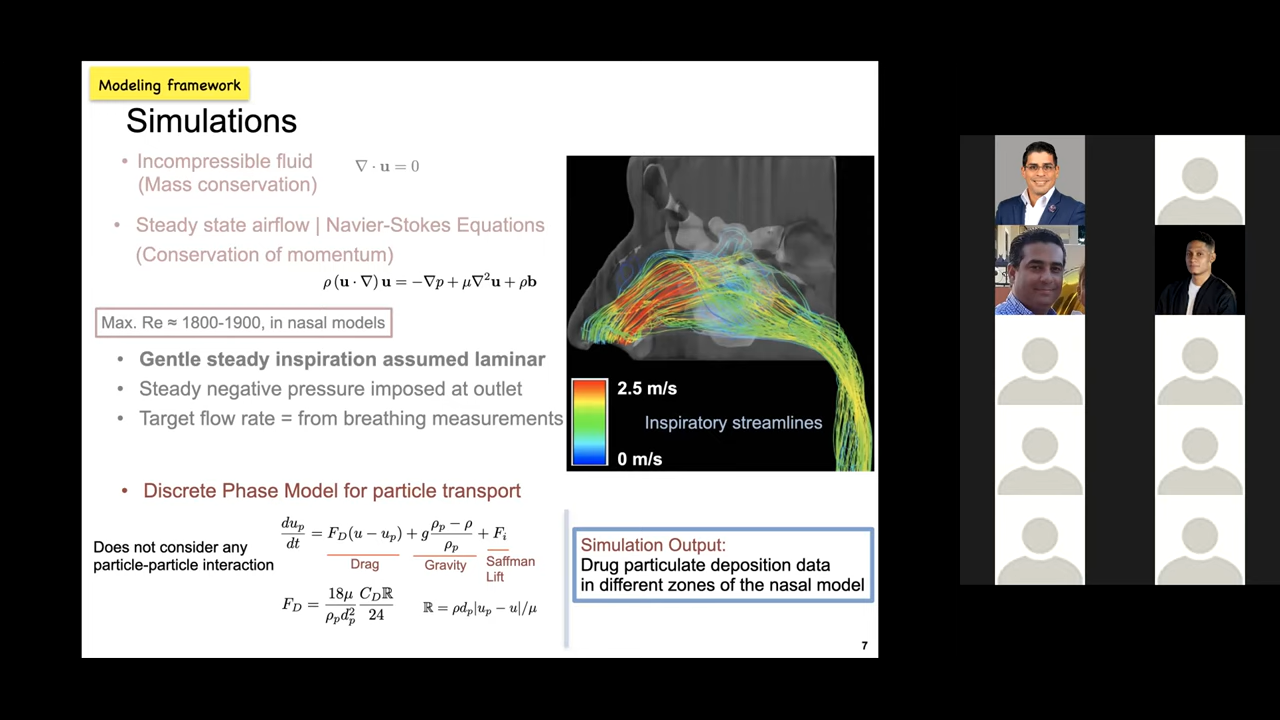 Modeling framework
Simulations
• Incompressible fluid
(Mass conservation)
∇ · u = 0
• Steady state airflow | Navier-Stokes Equations
(Conservation of momentum)
ρ (u · ∇) u = −∇p + μ∇²u + ρb
Max. Re ≈ 1800-1900, in nasal models
• Gentle steady inspiration assumed laminar
• Steady negative pressure imposed at outlet
• Target flow rate = from breathing measurements
2.5 m/s
Inspiratory streamlines
0 m/s
• Discrete Phase Model for particle transport
Does not consider any
particle-particle interaction
du_p/dt = F_D(u − u_p) + g (ρ_p − ρ)/ρ_p + F_i
Drag
Gravity
Saffman
Lift
F_D = 18μ/(ρ_p d_p²) C_D ℝ/24
ℝ = ρd_p|u_p − u|/μ
Simulation Output:
Drug particulate deposition data
in different zones of the nasal model
7